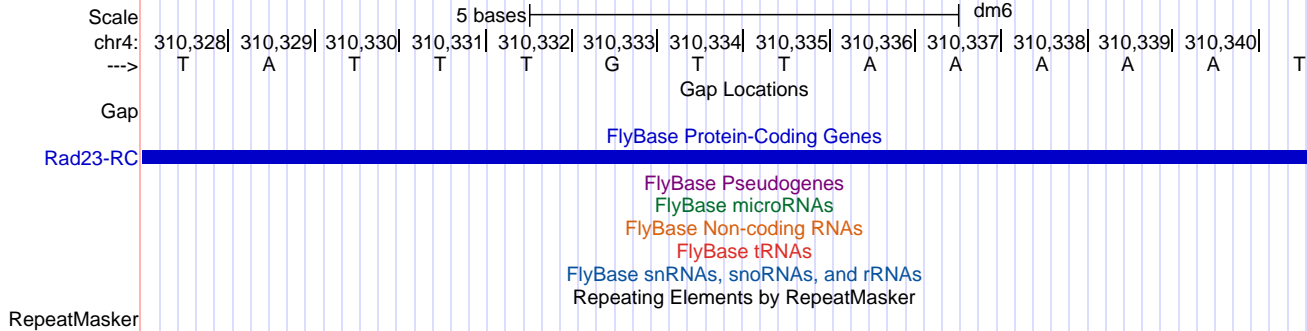 Scale 5 bases dm6
chr4: 310,328 310,329 310,330 310,331 310,332 310,333 310,334 310,335 310,336 310,337 310,338 310,339 310,340
---> T A T T T G T T A A A A A T
Gap Locations
Gap
FlyBase Protein-Coding Genes
Rad23-RC
FlyBase Pseudogenes
FlyBase microRNAs
FlyBase Non-coding RNAs
FlyBase tRNAs
FlyBase snRNAs, snoRNAs, and rRNAs
Repeating Elements by RepeatMasker
RepeatMasker